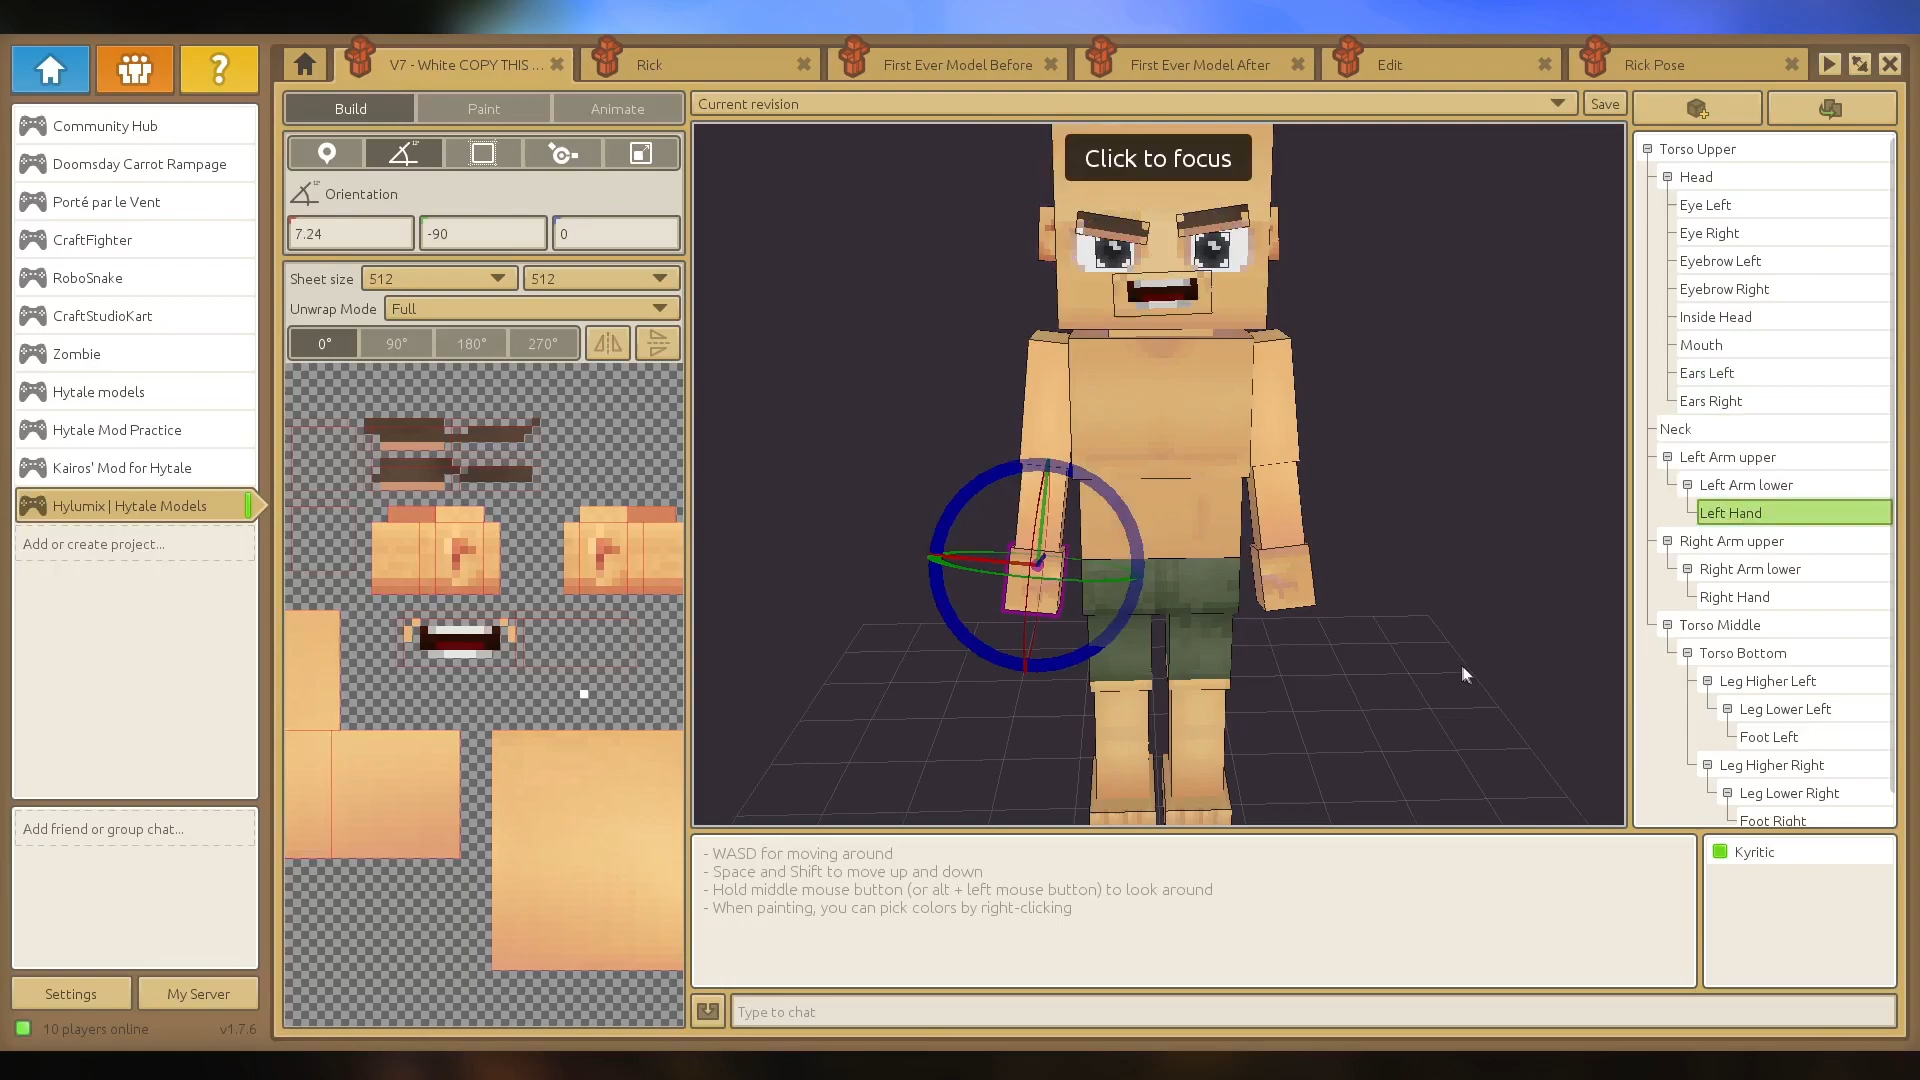 V7 - White COPY THIS ...
Rick
First Ever Model Before
First Ever Model After
Edit
Rick Pose
?
Community Hub
Doomsday Carrot Rampage
Porté par le Vent
CraftFighter
RoboSnake
CraftStudioKart
Zombie
Hytale models
Hytale Mod Practice
Kairos' Mod for Hytale
Hylumix | Hytale Models
Add or create project...
Add friend or group chat...
Settings
My Server
10 players online
v1.7.6
Build
Paint
Animate
Orientation
7.24
-90
0
Sheet size
512
512
Unwrap Mode
Full
0°
90°
180°
270°
Current revision
Save
Click to focus
Torso Upper
Head
Eye Left
Eye Right
Eyebrow Left
Eyebrow Right
Inside Head
Mouth
Ears Left
Ears Right
Neck
Left Arm upper
Left Arm lower
Left Hand
Right Arm upper
Right Arm lower
Right Hand
Torso Middle
Torso Bottom
Leg Higher Left
Leg Lower Left
Foot Left
Leg Higher Right
Leg Lower Right
Foot Right
- WASD for moving around
- Space and Shift to move up and down
- Hold middle mouse button (or alt + left mouse button) to look around
- When painting, you can pick colors by right-clicking
Kyritic
Type to chat